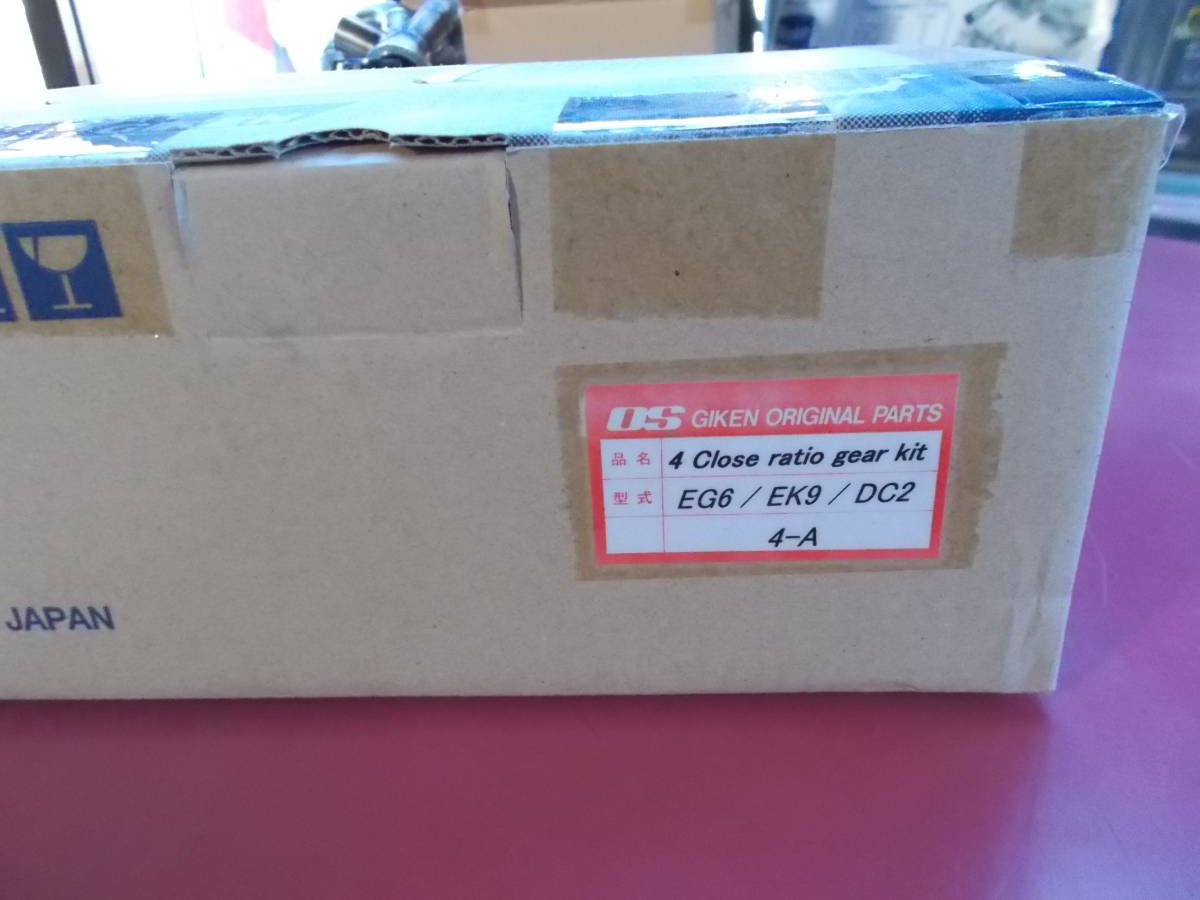 OS GIKEN ORIGINAL PARTS
品名 4 Close ratio gear kit
型式 EG6 / EK9 / DC2
4-A
JAPAN